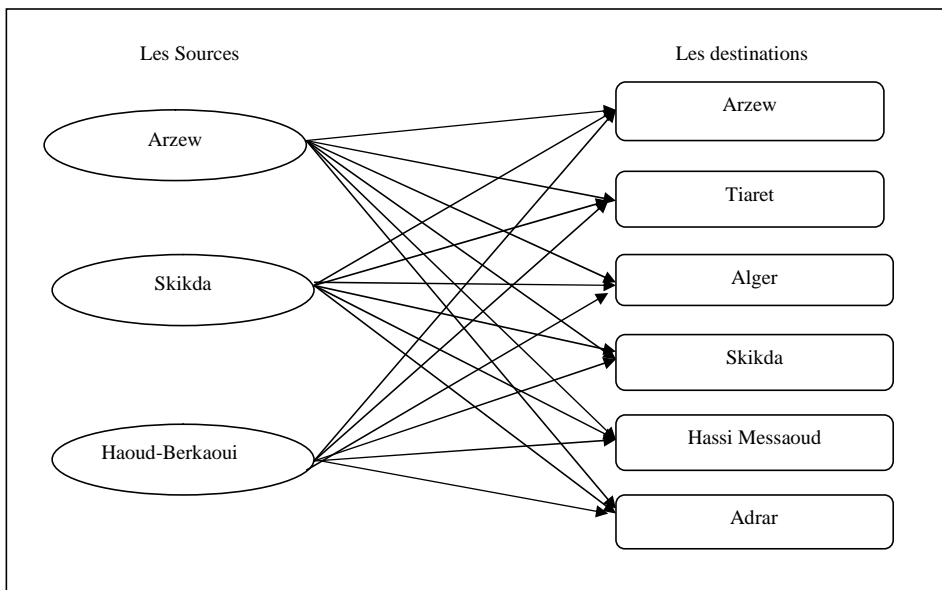 Les Sources
Les destinations
Arzew
Skikda
Haoud-Berkaoui
Arzew
Tiaret
Alger
Skikda
Hassi Messaoud
Adrar